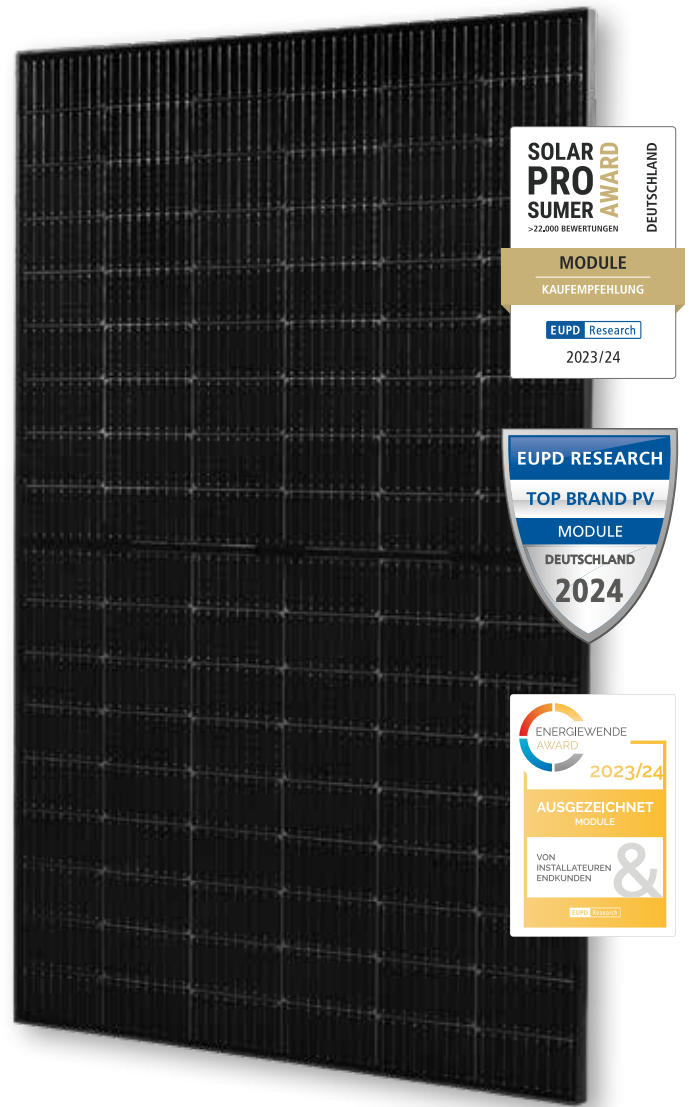 SOLAR
PRO
SUMER
AWARD
DEUTSCHLAND
>22.000 BEWERTUNGEN
MODULE
KAUFEMPFEHLUNG
EUPD Research
2023/24
EUPD RESEARCH
TOP BRAND PV
MODULE
DEUTSCHLAND
2024
ENERGIEWENDE
AWARD
2023/24
AUSGEZEICHNET
MODULE
VON
INSTALLATEUREN
&
ENDKUNDEN
EUPD Research